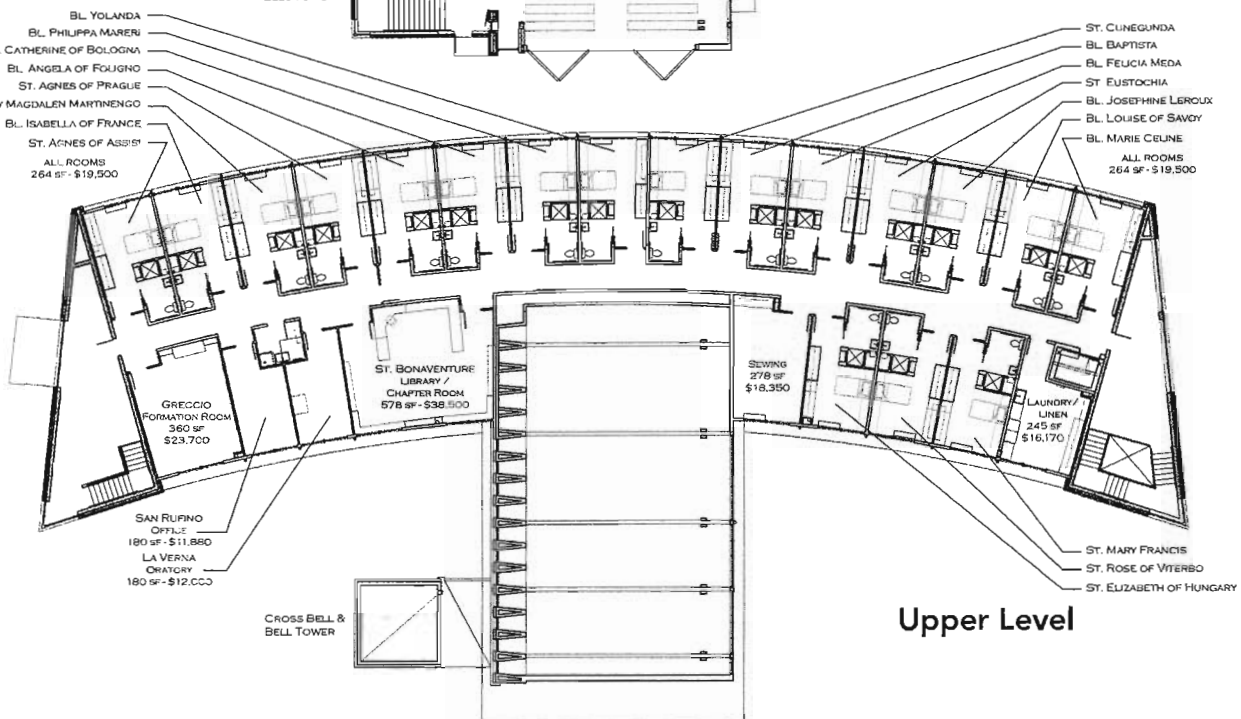 BL. YOLANDA
BL. PHILIPPA MARERI
CATHERINE OF BOLOGNA
BL. ANGELA OF FOLIGNO
ST. AGNES OF PRAGUE
MAGDALEN MARTINENGO
BL. ISABELLA OF FRANCE
ST. AGNES OF ASSISI
ALL ROOMS
264 SF - $19,500
ST. CUNEGUNDA
BL. BAPTISTA
BL. FELICIA MEDA
ST EUSTOCHIA
BL. JOSEPHINE LEROUX
BL. LOUISE OF SAVOY
BL. MARIE CELINE
ALL ROOMS
264 SF - $19,500
GRECCIO
FORMATION ROOM
360 SF
$23,700
ST. BONAVENTURE
LIBRARY /
CHAPTER ROOM
578 SF - $38,500
SEWING
278 SF
$18,350
LAUNDRY/
LINEN
245 SF
$16,170
SAN RUFINO
OFFICE
180 SF - $11,880
LA VERNA
ORATORY
180 SF - $12,000
CROSS BELL &
BELL TOWER
ST. MARY FRANCIS
ST. ROSE OF VITERBO
ST. ELIZABETH OF HUNGARY
Upper Level